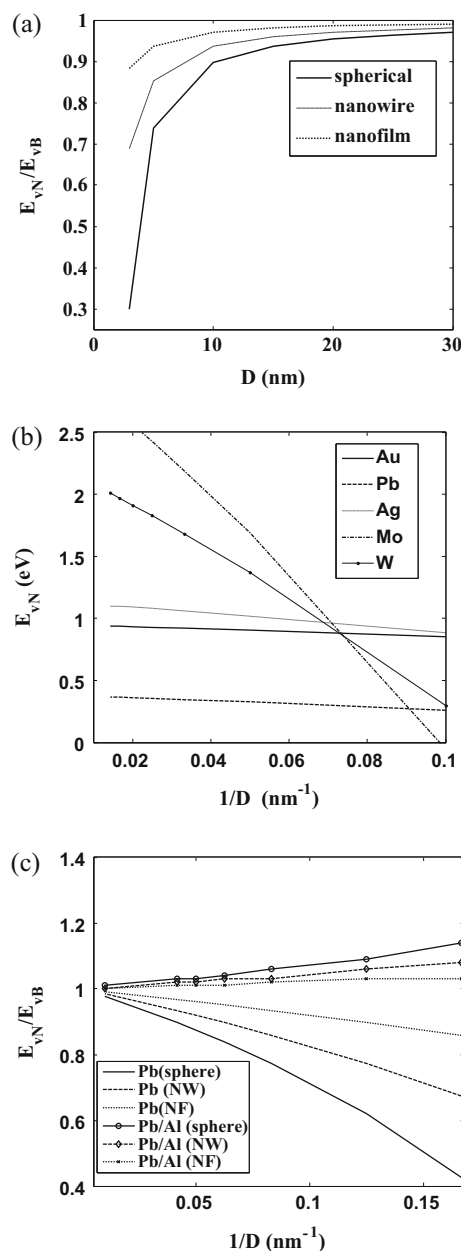 (a)
1
0.9
0.8
0.7
0.6
0.5
0.4
0.3
E_vN/E_vB
spherical
nanowire
nanofilm
0 10 20 30
D (nm)
(b)
2.5
2
1.5
1
0.5
0
E_vN (eV)
Au
Pb
Ag
Mo
W
0.02 0.04 0.06 0.08 0.1
1/D (nm⁻¹)
(c)
1.4
1.2
1
0.8
0.6
0.4
E_vN/E_vB
Pb(sphere)
Pb (NW)
Pb(NF)
Pb/Al (sphere)
Pb/Al (NW)
Pb/Al (NF)
0.05 0.1 0.15
1/D (nm⁻¹)